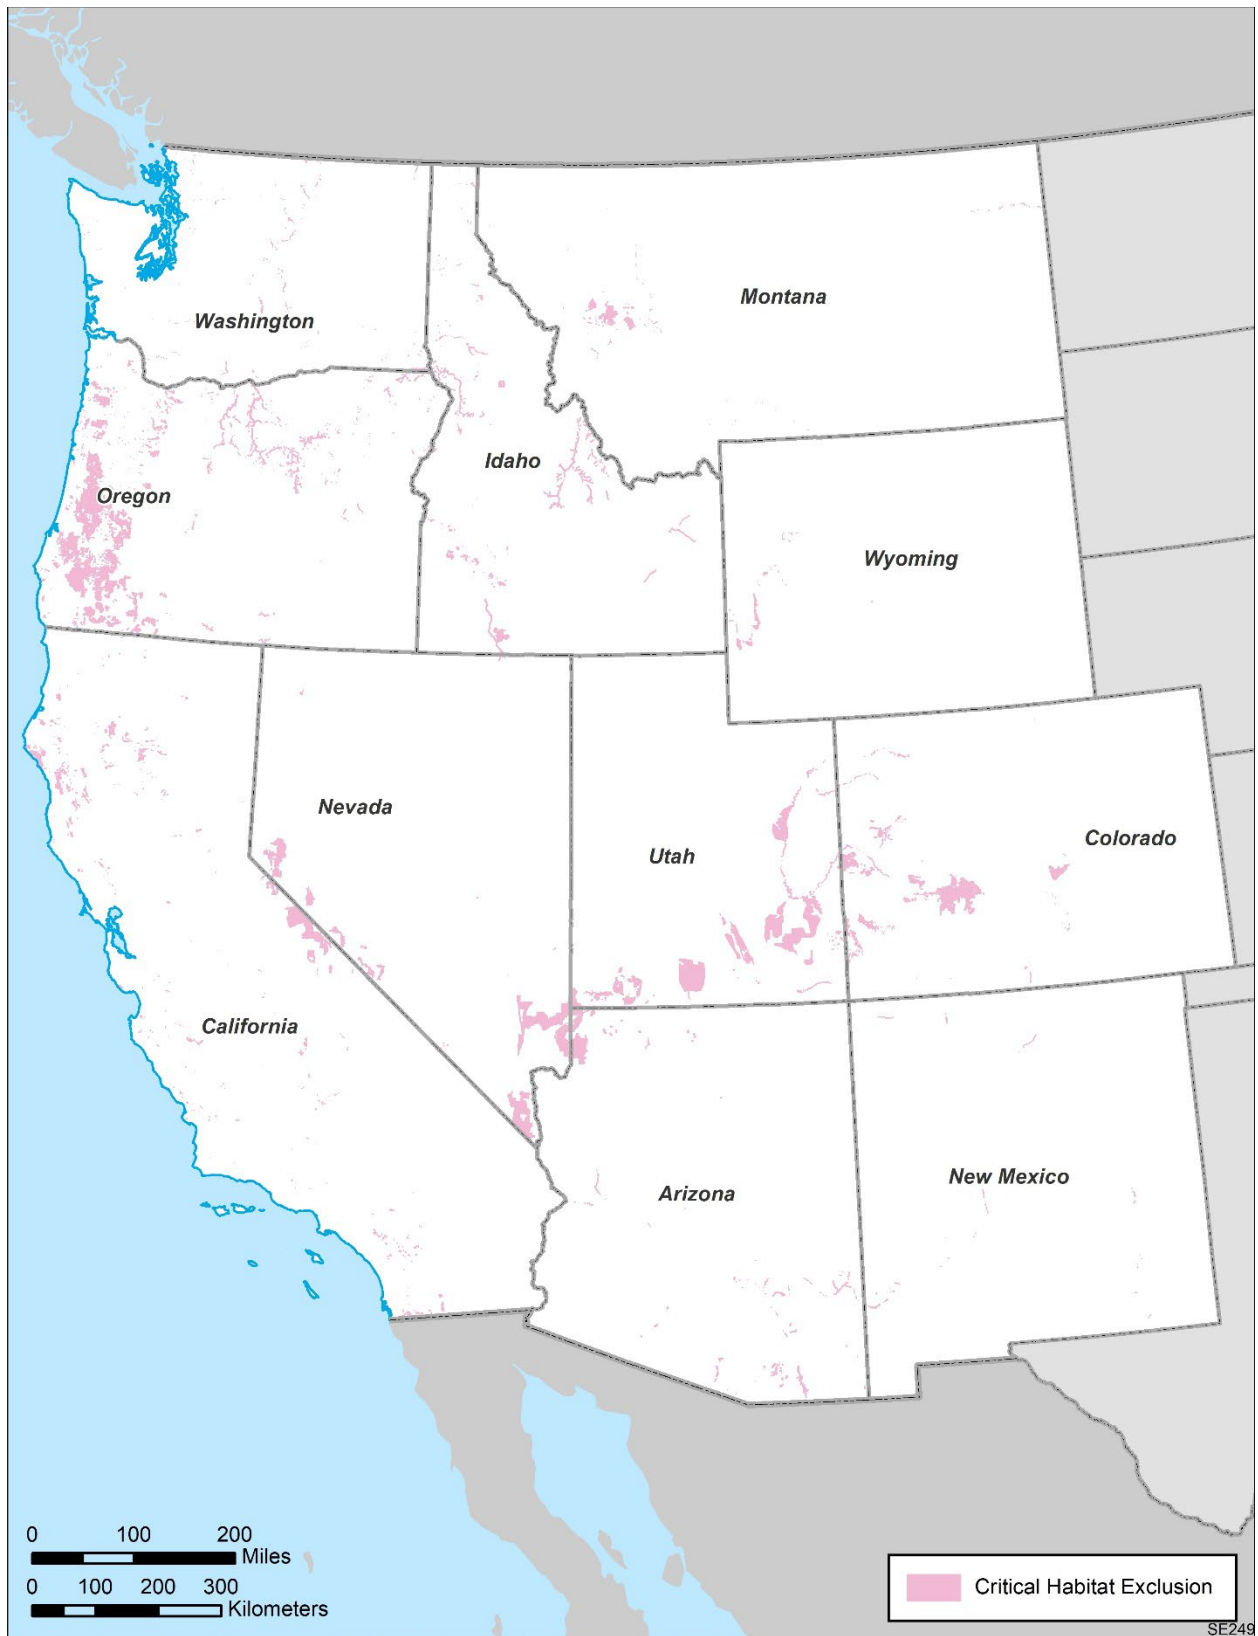 Washington
Montana
Oregon
Idaho
Wyoming
Nevada
Utah
Colorado
California
Arizona
New Mexico
0 100 200
Miles
0 100 200 300
Kilometers
Critical Habitat Exclusion
SE249